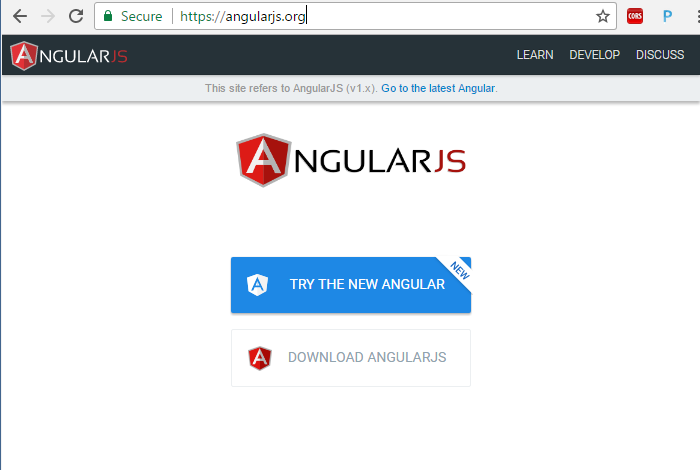 Secure https://angularjs.org
CORS P
ANGULARJS LEARN DEVELOP DISCUSS
This site refers to AngularJS (v1.x). Go to the latest Angular.
ANGULARJS
A TRY THE NEW ANGULAR NEW
A DOWNLOAD ANGULARJS